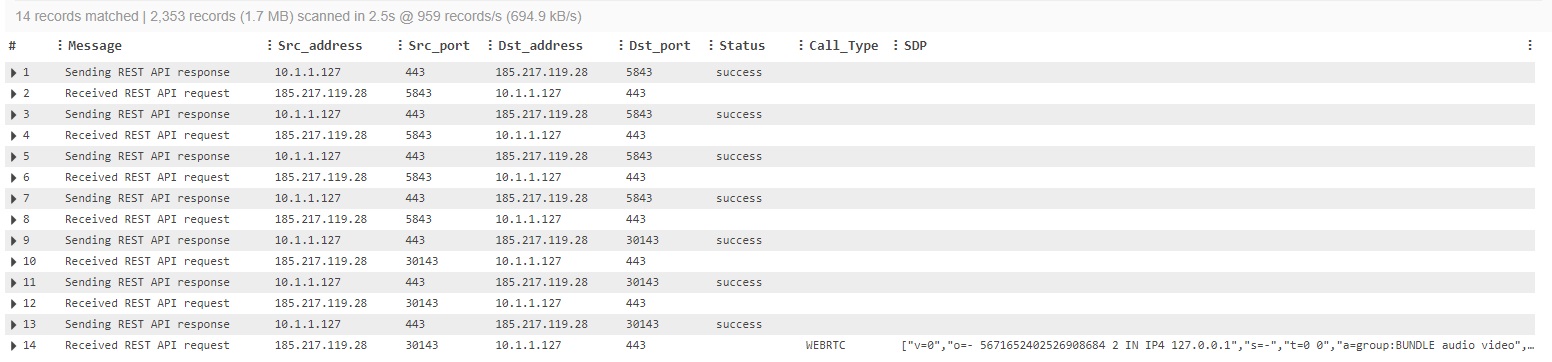 14 records matched | 2,353 records (1.7 MB) scanned in 2.5s @ 959 records/s (694.9 kB/s)
# Message Src_address Src_port Dst_address Dst_port Status Call_Type SDP
1 Sending REST API response 10.1.1.127 443 185.217.119.28 5843 success
2 Received REST API request 185.217.119.28 5843 10.1.1.127 443
3 Sending REST API response 10.1.1.127 443 185.217.119.28 5843 success
4 Received REST API request 185.217.119.28 5843 10.1.1.127 443
5 Sending REST API response 10.1.1.127 443 185.217.119.28 5843 success
6 Received REST API request 185.217.119.28 5843 10.1.1.127 443
7 Sending REST API response 10.1.1.127 443 185.217.119.28 5843 success
8 Received REST API request 185.217.119.28 5843 10.1.1.127 443
9 Sending REST API response 10.1.1.127 443 185.217.119.28 30143 success
10 Received REST API request 185.217.119.28 30143 10.1.1.127 443
11 Sending REST API response 10.1.1.127 443 185.217.119.28 30143 success
12 Received REST API request 185.217.119.28 30143 10.1.1.127 443
13 Sending REST API response 10.1.1.127 443 185.217.119.28 30143 success
14 Received REST API request 185.217.119.28 30143 10.1.1.127 443 WEBRTC ["v=0","o=- 5671652402526908684 2 IN IP4 127.0.0.1","s=-","t=0 0","a=group:BUNDLE audio video",…